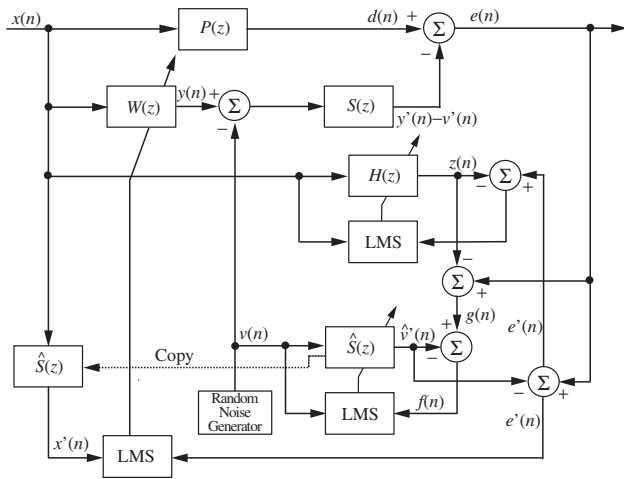 x(n)
P(z)
d(n)
+
Σ
e(n)
−
W(z)
y(n)
+
Σ
−
S(z)
y'(n)−v'(n)
H(z)
z(n)
−
Σ
+
LMS
−
Σ
+
g(n)
v(n)
Ŝ(z)
v̂'(n)
+
Σ
−
e'(n)
Ŝ(z)
Copy
Random
Noise
Generator
LMS
f(n)
−
Σ
+
e'(n)
x'(n)
LMS